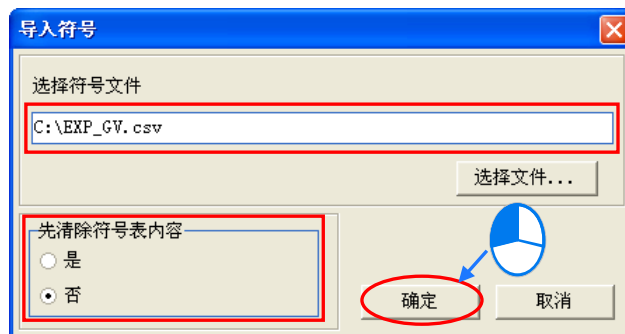 导入符号
选择符号文件
C:\EXP_GV.csv
选择文件...
先清除符号表内容
是
否
确定
取消